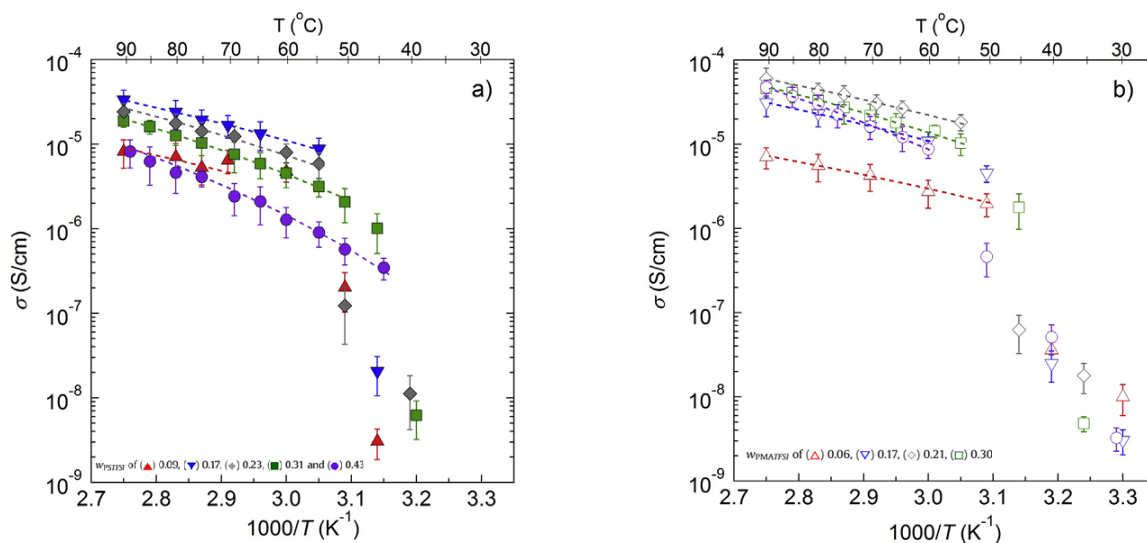 T (°C)
90 80 70 60 50 40 30
10⁻⁴
10⁻⁵
10⁻⁶
10⁻⁷
10⁻⁸
10⁻⁹
σ (S/cm)
a)
w_PSTFSI of (▲) 0.09, (▼) 0.17, (◆) 0.23, (■) 0.31 and (●) 0.43
2.7 2.8 2.9 3.0 3.1 3.2 3.3
1000/T (K⁻¹)
T (°C)
90 80 70 60 50 40 30
10⁻⁴
10⁻⁵
10⁻⁶
10⁻⁷
10⁻⁸
10⁻⁹
σ (S/cm)
b)
w_PMATFSI of (△) 0.06, (▽) 0.17, (◇) 0.21, (□) 0.30
2.7 2.8 2.9 3.0 3.1 3.2 3.3
1000/T (K⁻¹)